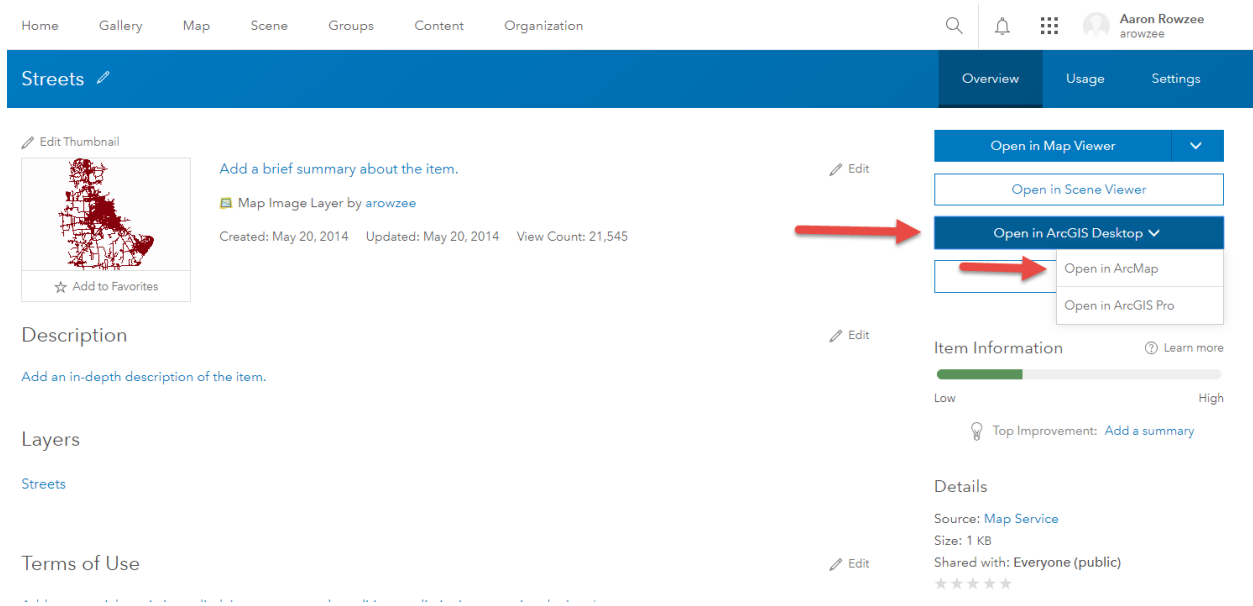 Home Gallery Map Scene Groups Content Organization
Aaron Rowzee
arowzee
Streets
Overview Usage Settings
Edit Thumbnail
Add to Favorites
Add a brief summary about the item.
Edit
Map Image Layer by arowzee
Created: May 20, 2014 Updated: May 20, 2014 View Count: 21,545
Open in Map Viewer
Open in Scene Viewer
Open in ArcGIS Desktop
Open in ArcMap
Open in ArcGIS Pro
Description
Edit
Add an in-depth description of the item.
Item Information
Learn more
Low High
Top Improvement: Add a summary
Layers
Streets
Details
Source: Map Service
Size: 1 KB
Shared with: Everyone (public)
Terms of Use
Edit